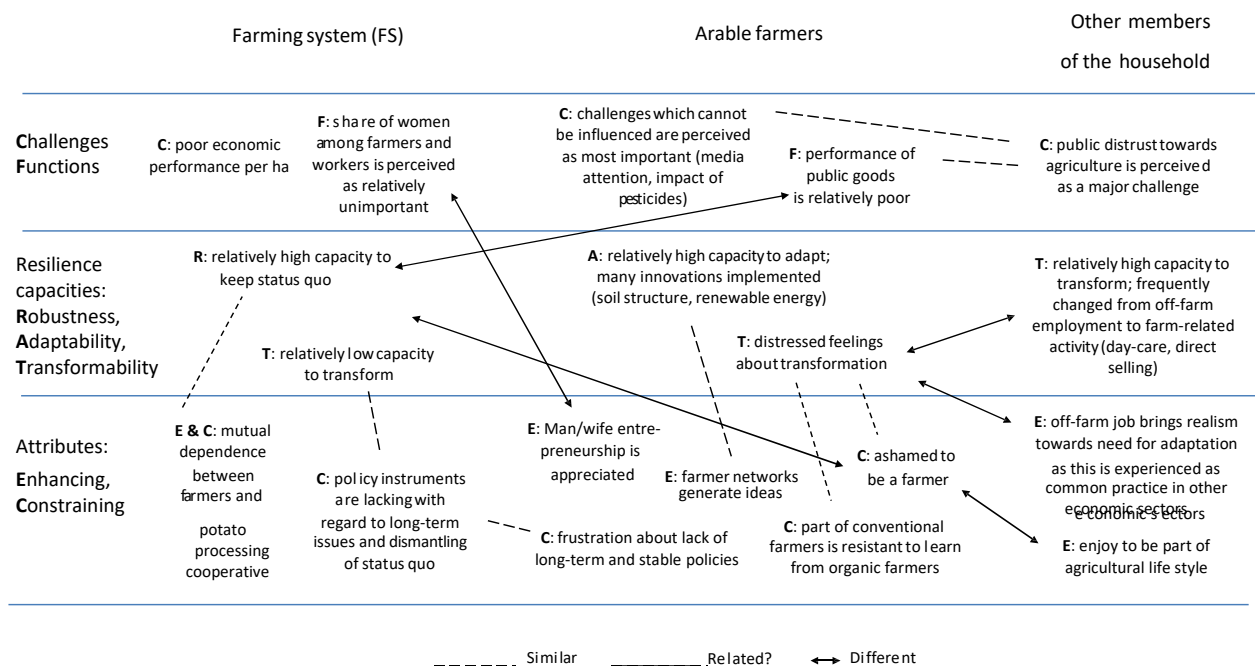 Farming system (FS)
Arable farmers
Other members
of the household
Challenges
Functions
C: poor economic
performance per ha
F: share of women
among farmers and
workers is perceived
as relatively
unimportant
C: challenges which cannot
be influenced are perceived
as most important (media
attention, impact of
pesticides)
F: performance of
public goods
is relatively poor
C: public distrust towards
agriculture is perceived
as a major challenge
Resilience
capacities:
Robustness,
Adaptability,
Transformability
R: relatively high capacity to
keep status quo
T: relatively low capacity
to transform
A: relatively high capacity to adapt;
many innovations implemented
(soil structure, renewable energy)
T: distressed feelings
about transformation
T: relatively high capacity to
transform; frequently
changed from off-farm
employment to farm-related
activity (day-care, direct
selling)
Attributes:
Enhancing,
Constraining
E & C: mutual
dependence
between
farmers and
potato
processing
cooperative
C: policy instruments
are lacking with
regard to long-term
issues and dismantling
of status quo
E: Man/wife entre-
preneurship is
appreciated
E: farmer networks
generate ideas
C: frustration about lack of
long-term and stable policies
C: ashamed to
be a farmer
C: part of conventional
farmers is resistant to learn
from organic farmers
E: off-farm job brings realism
towards need for adaptation
as this is experienced as
common practice in other
economic sectors
economic sectors
E: enjoy to be part of
agricultural life style
Similar
Related?
Different